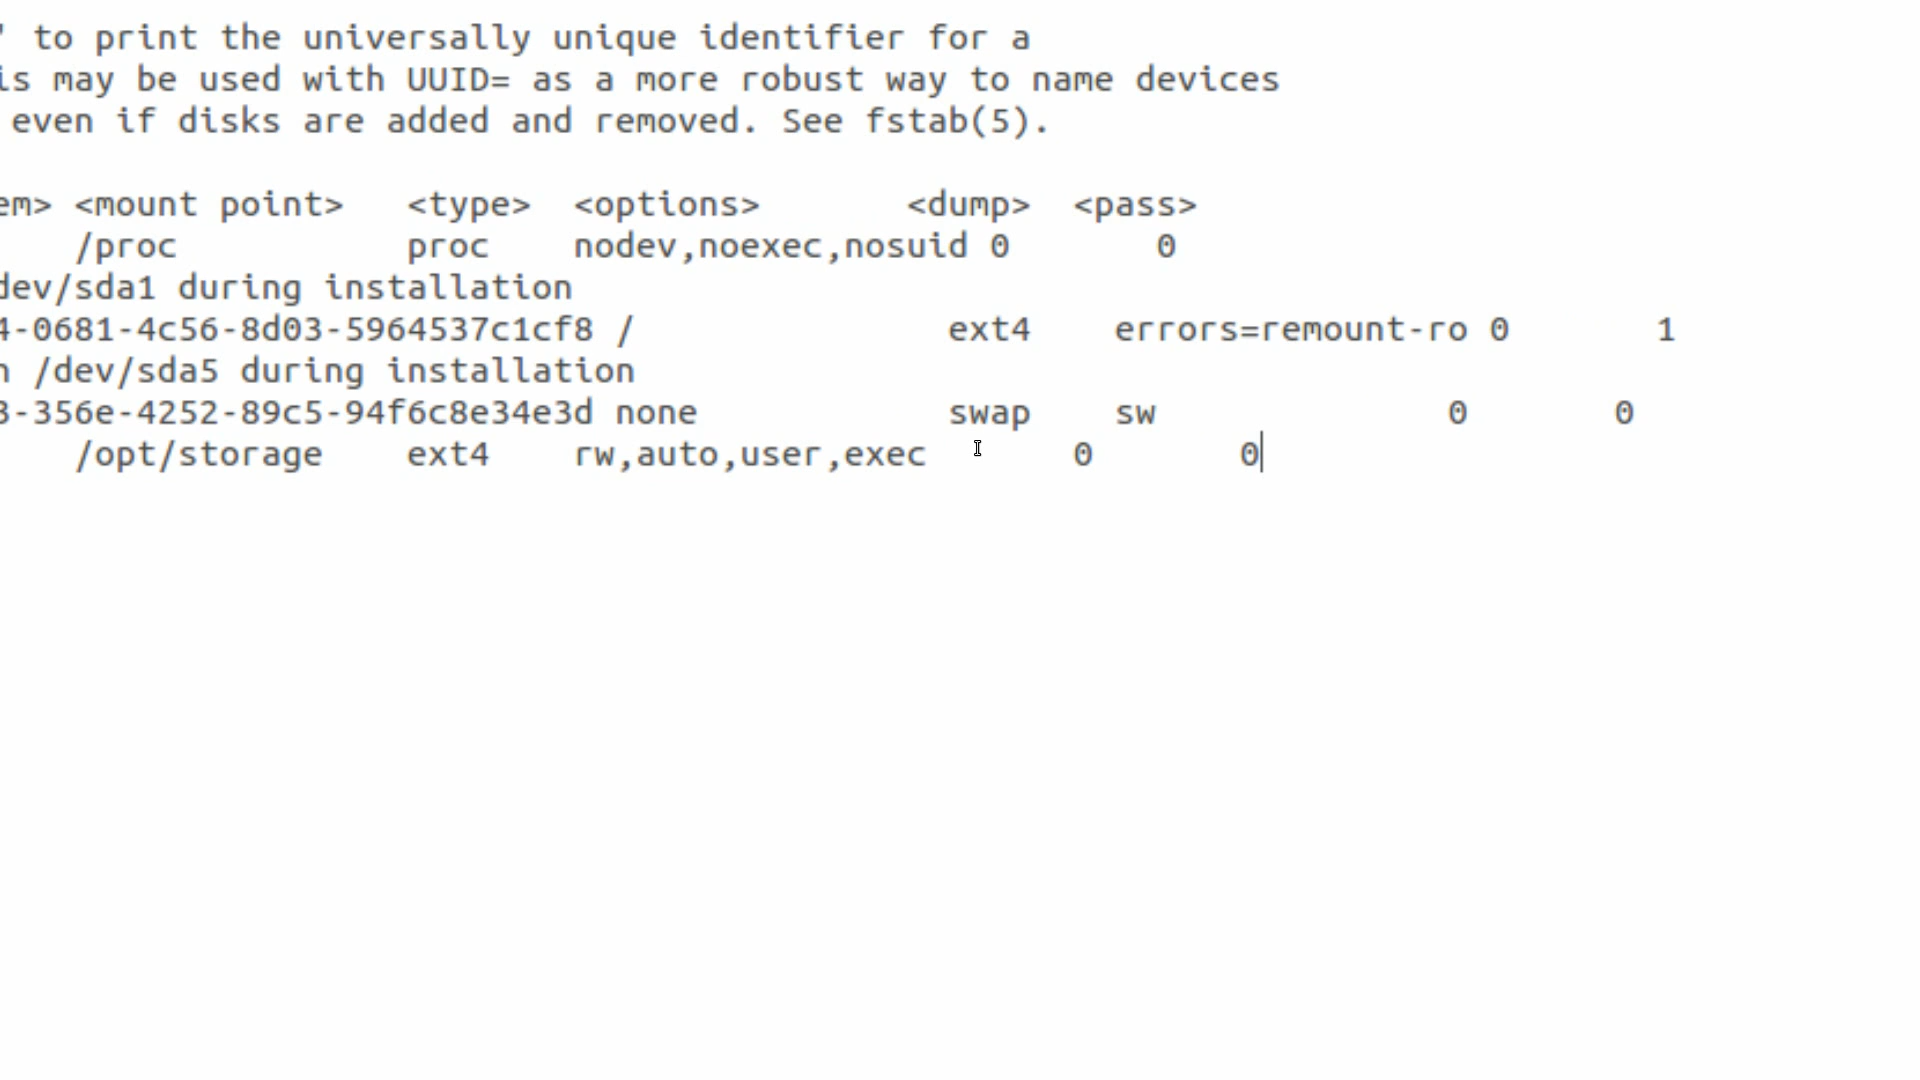 to print the universally unique identifier for a
is may be used with UUID= as a more robust way to name devices
even if disks are added and removed. See fstab(5).
em> <mount point>   <type>  <options>       <dump>  <pass>
/proc           proc    nodev,noexec,nosuid 0       0
dev/sda1 during installation
4-0681-4c56-8d03-5964537c1cf8 /               ext4    errors=remount-ro 0       1
n /dev/sda5 during installation
3-356e-4252-89c5-94f6c8e34e3d none            swap    sw              0       0
/opt/storage    ext4    rw,auto,user,exec       0       0